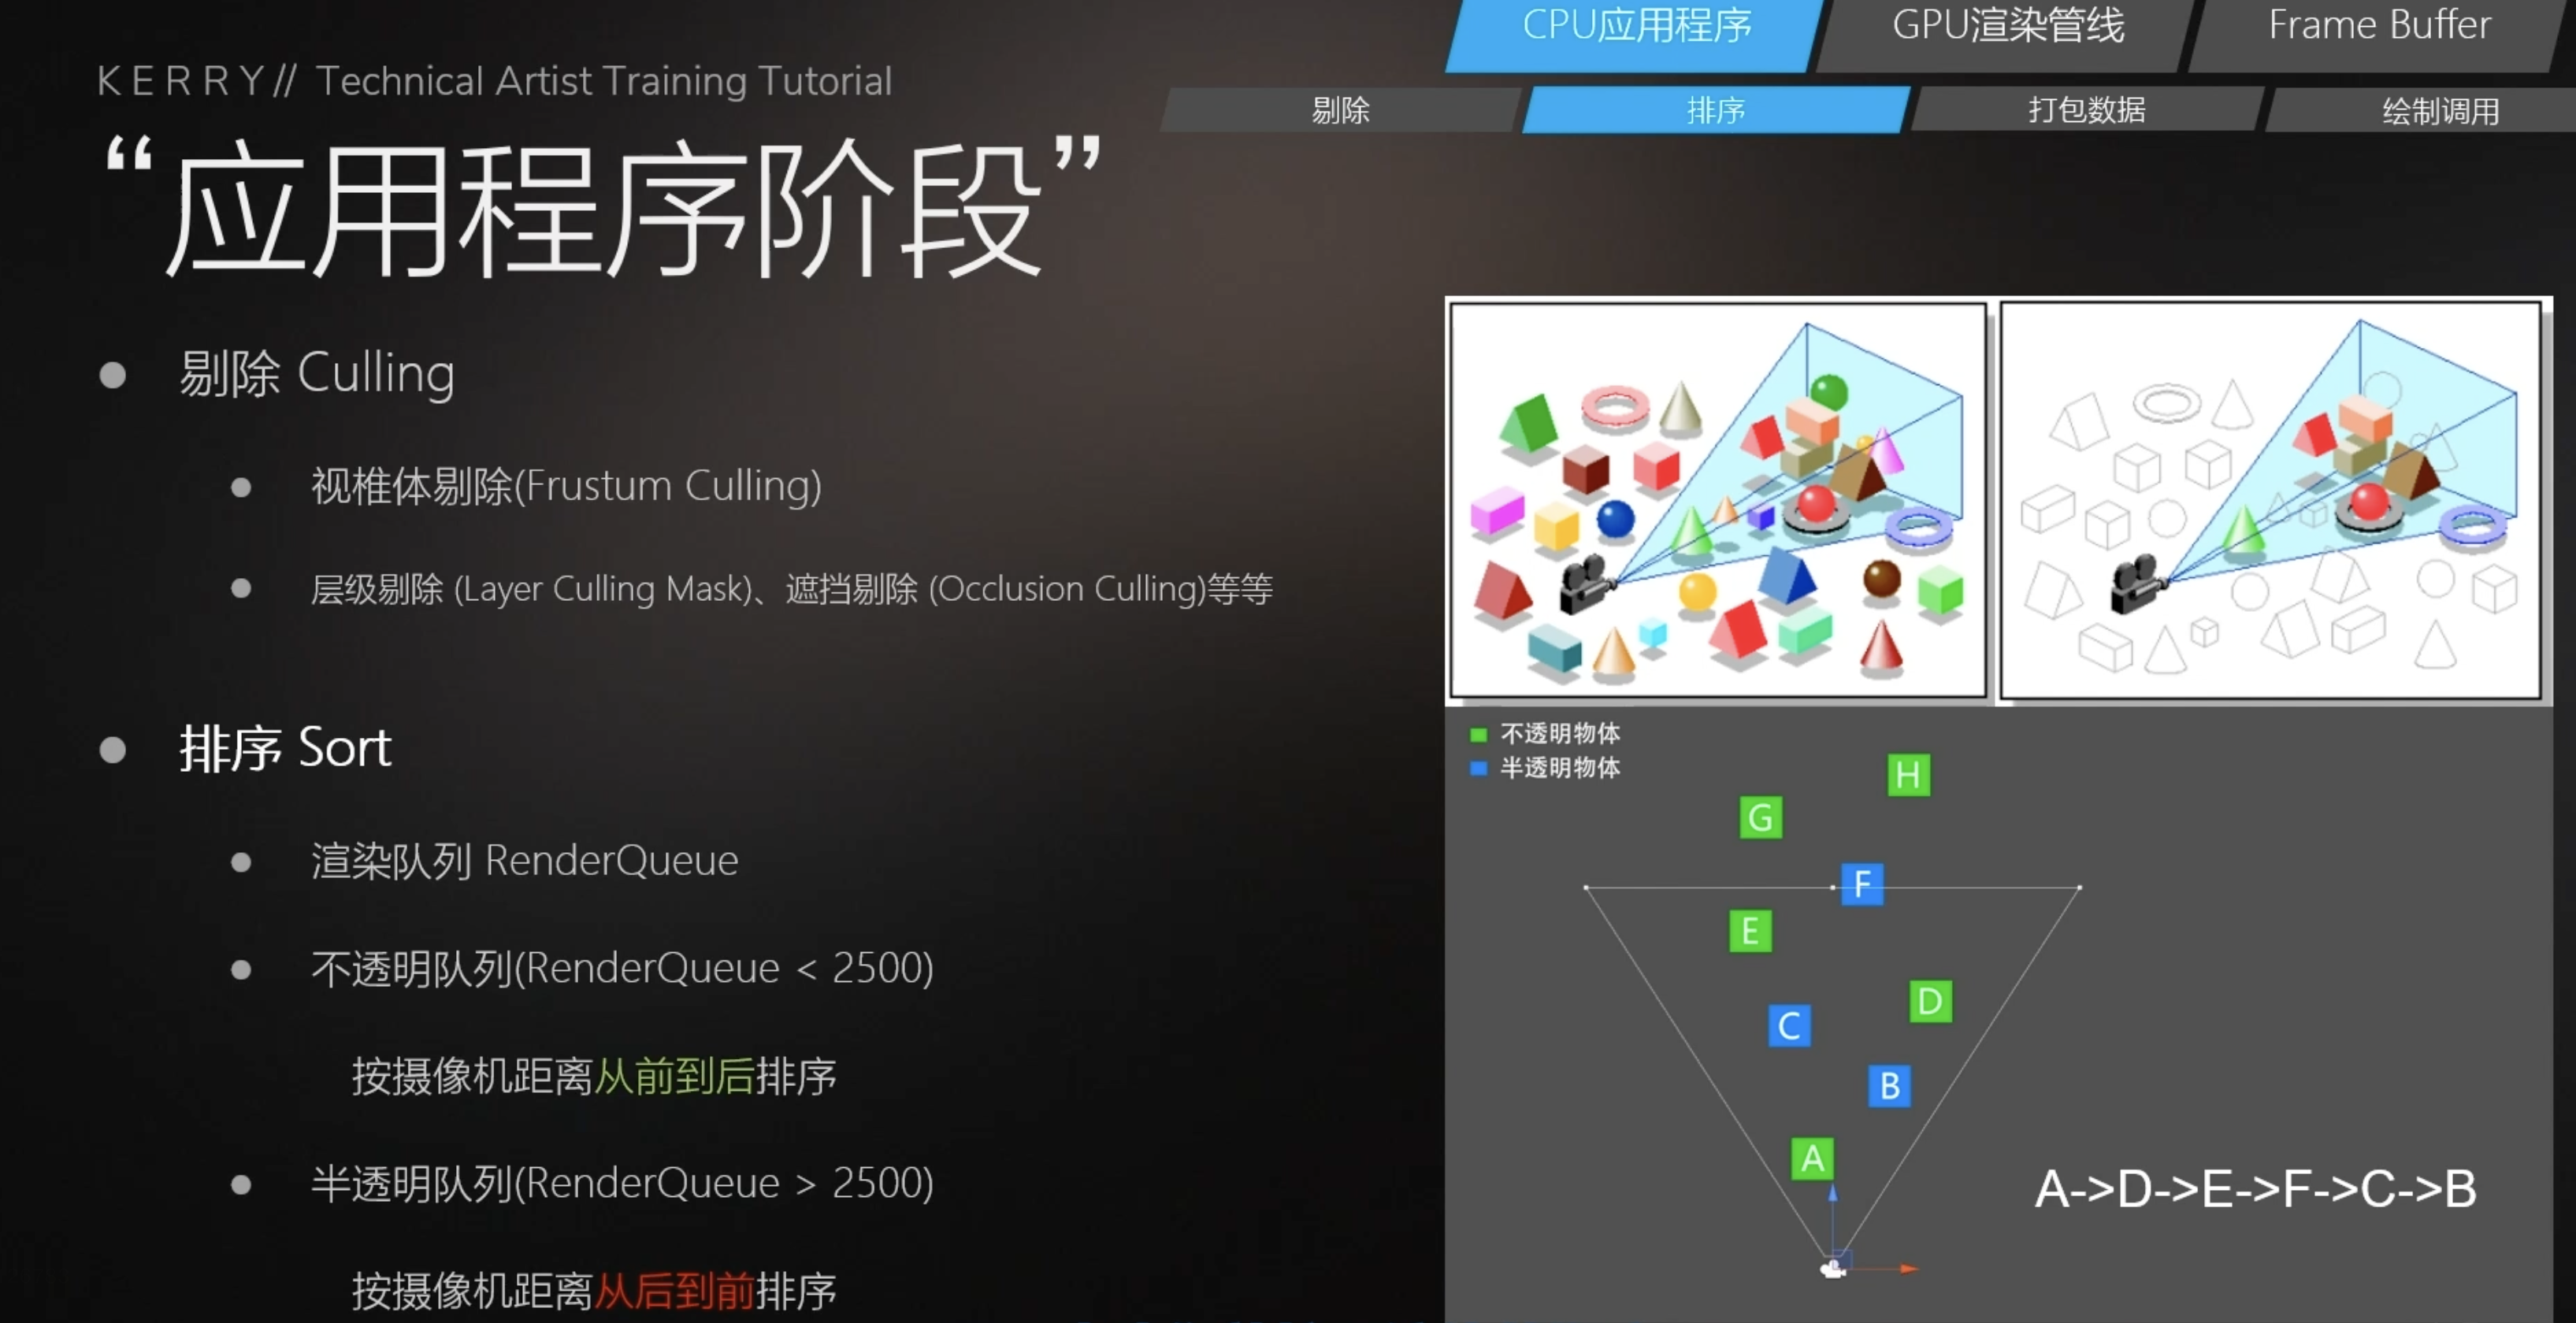 CPU应用程序
GPU渲染管线
Frame Buffer
KERRY// Technical Artist Training Tutorial
剔除
排序
打包数据
绘制调用
“应用程序阶段”
剔除 Culling
视椎体剔除(Frustum Culling)
层级剔除 (Layer Culling Mask)、遮挡剔除 (Occlusion Culling)等等
排序 Sort
渲染队列 RenderQueue
不透明队列(RenderQueue < 2500)
按摄像机距离从前到后排序
半透明队列(RenderQueue > 2500)
按摄像机距离从后到前排序
不透明物体
半透明物体
H
G
F
E
D
C
B
A
A->D->E->F->C->B